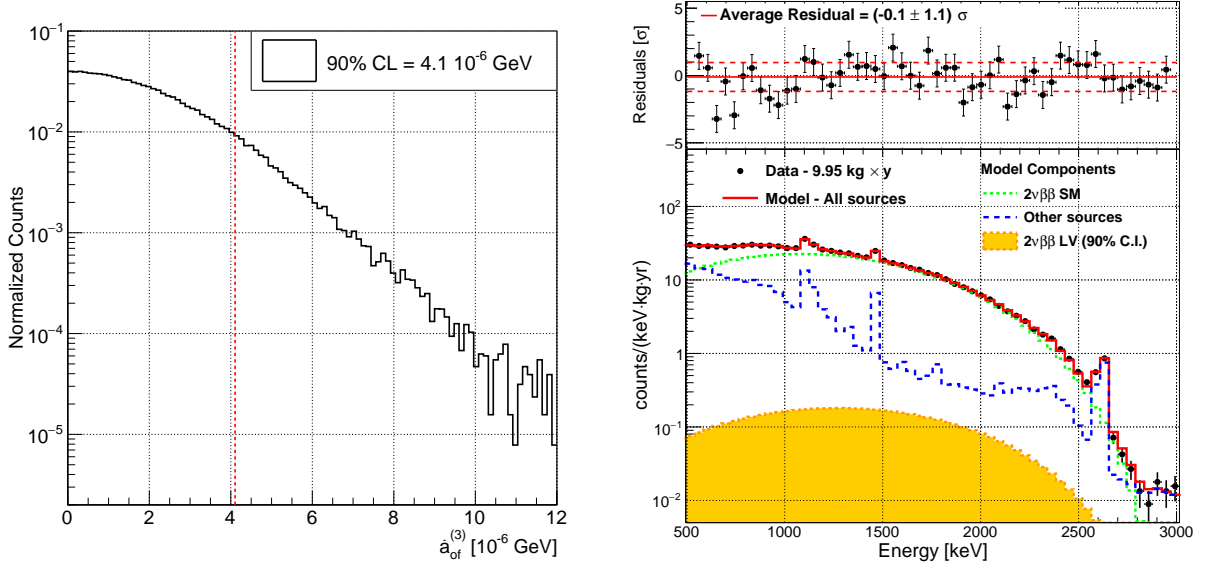 90% CL = 4.1 10⁻⁶ GeV
Normalized Counts
10⁻¹
10⁻²
10⁻³
10⁻⁴
10⁻⁵
0 2 4 6 8 10 12
ȧ_of^(3) [10⁻⁶ GeV]
Average Residual = (-0.1 ± 1.1) σ
Residuals [σ]
5
0
−5
Data - 9.95 kg × y
Model - All sources
Model Components
2νββ SM
Other sources
2νββ LV (90% C.I.)
counts/(keV·kg·yr)
10²
10
1
10⁻¹
10⁻²
500 1000 1500 2000 2500 3000
Energy [keV]